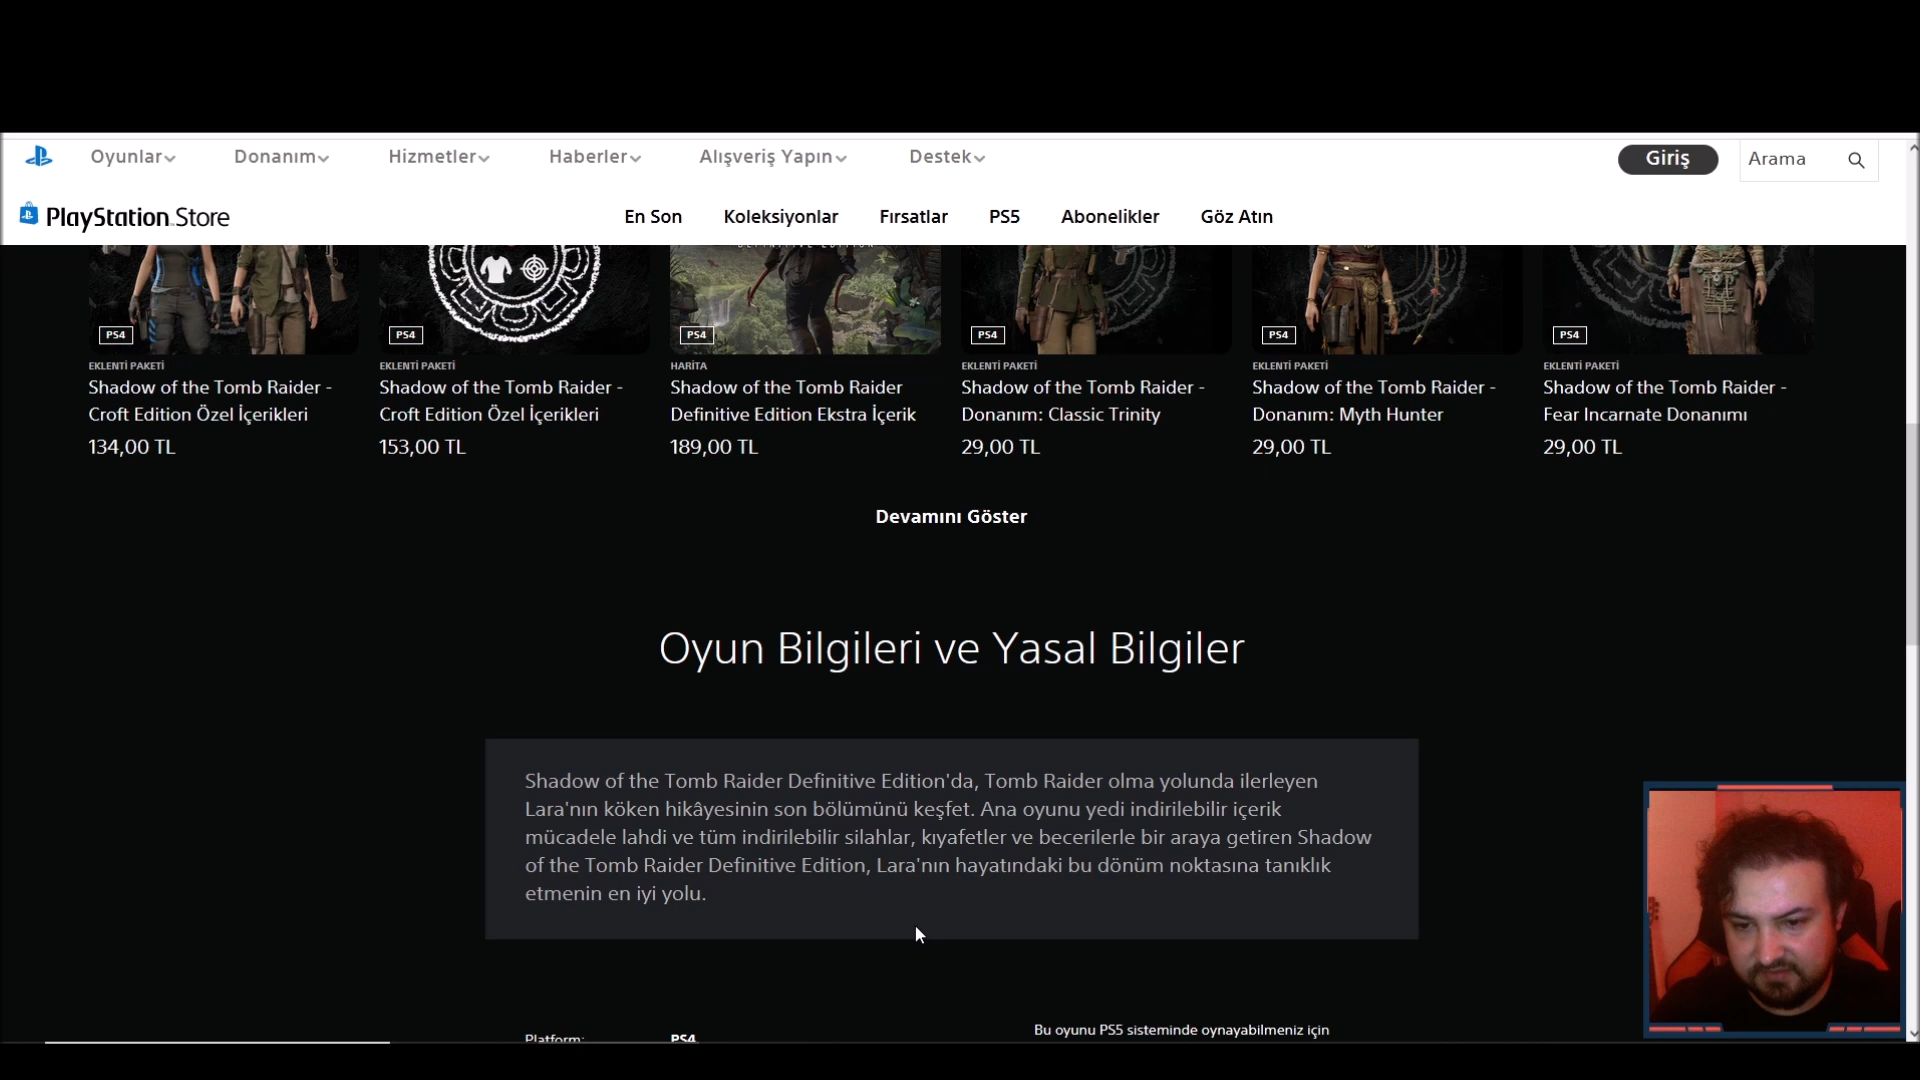 Oyunlar
Donanım
Hizmetler
Haberler
Alışveriş Yapın
Destek
Giriş
Arama
PlayStation Store
En Son
Koleksiyonlar
Fırsatlar
PS5
Abonelikler
Göz Atın
DEFINITIVE EDITION
PS4
PS4
PS4
PS4
PS4
PS4
EKLENTİ PAKETİ
Shadow of the Tomb Raider -
Croft Edition Özel İçerikleri
134,00 TL
EKLENTİ PAKETİ
Shadow of the Tomb Raider -
Croft Edition Özel İçerikleri
153,00 TL
HARİTA
Shadow of the Tomb Raider
Definitive Edition Ekstra İçerik
189,00 TL
EKLENTİ PAKETİ
Shadow of the Tomb Raider -
Donanım: Classic Trinity
29,00 TL
EKLENTİ PAKETİ
Shadow of the Tomb Raider -
Donanım: Myth Hunter
29,00 TL
EKLENTİ PAKETİ
Shadow of the Tomb Raider -
Fear Incarnate Donanımı
29,00 TL
Devamını Göster
Oyun Bilgileri ve Yasal Bilgiler
Shadow of the Tomb Raider Definitive Edition'da, Tomb Raider olma yolunda ilerleyen
Lara'nın köken hikâyesinin son bölümünü keşfet. Ana oyunu yedi indirilebilir içerik
mücadele lahdi ve tüm indirilebilir silahlar, kıyafetler ve becerilerle bir araya getiren Shadow
of the Tomb Raider Definitive Edition, Lara'nın hayatındaki bu dönüm noktasına tanıklık
etmenin en iyi yolu.
Platform:
PS4
Bu oyunu PS5 sisteminde oynayabilmeniz için